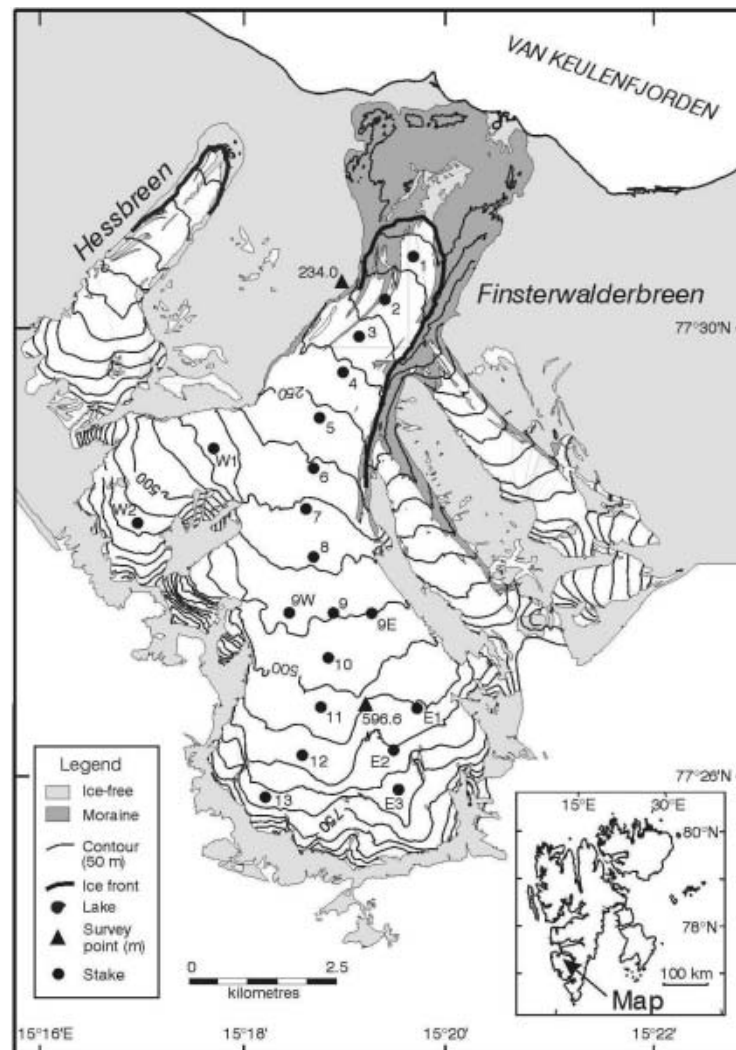 VAN KEULENFJORDEN
Hessbreen
234.0
1
2
Finsterwalderbreen
3
77°30'N
4
250
5
W1
6
500
W2
7
8
9W
9
9E
10
500
11
596.6
E1
12
E2
77°26'N
13
E3
750
Legend
Ice-free
Moraine
Contour
(50 m)
Ice front
Lake
Survey
point (m)
Stake
0
2.5
kilometres
15°E
30°E
80°N
78°N
100 km
Map
15°16'E
15°18'
15°20'
15°22'